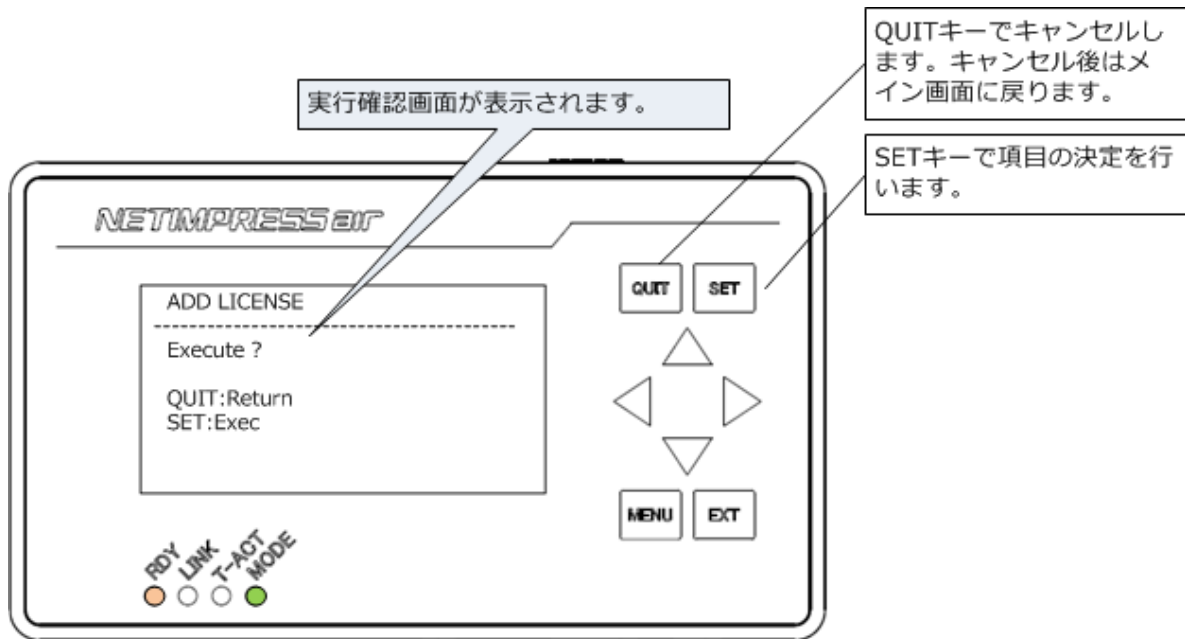 QUITキーでキャンセルし
ます。キャンセル後はメ
イン画面に戻ります。
実行確認画面が表示されます。
SETキーで項目の決定を行
います。
NETIMPRESS air
QUIT SET
ADD LICENSE
Execute ?
QUIT:Return
SET:Exec
MENU EXT
RDY LINK T-ACT MODE